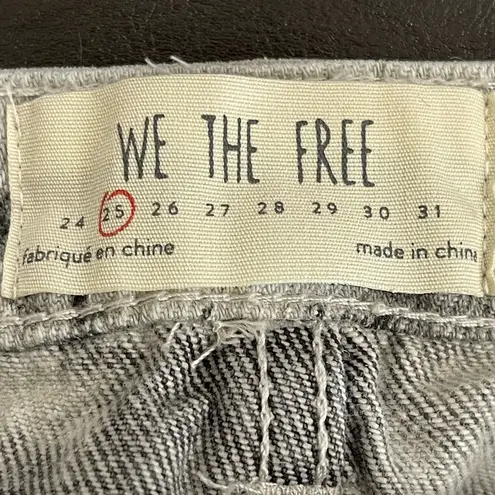 WE THE FREE
24 25 26 27 28 29 30 31
fabriqué en chine made in china